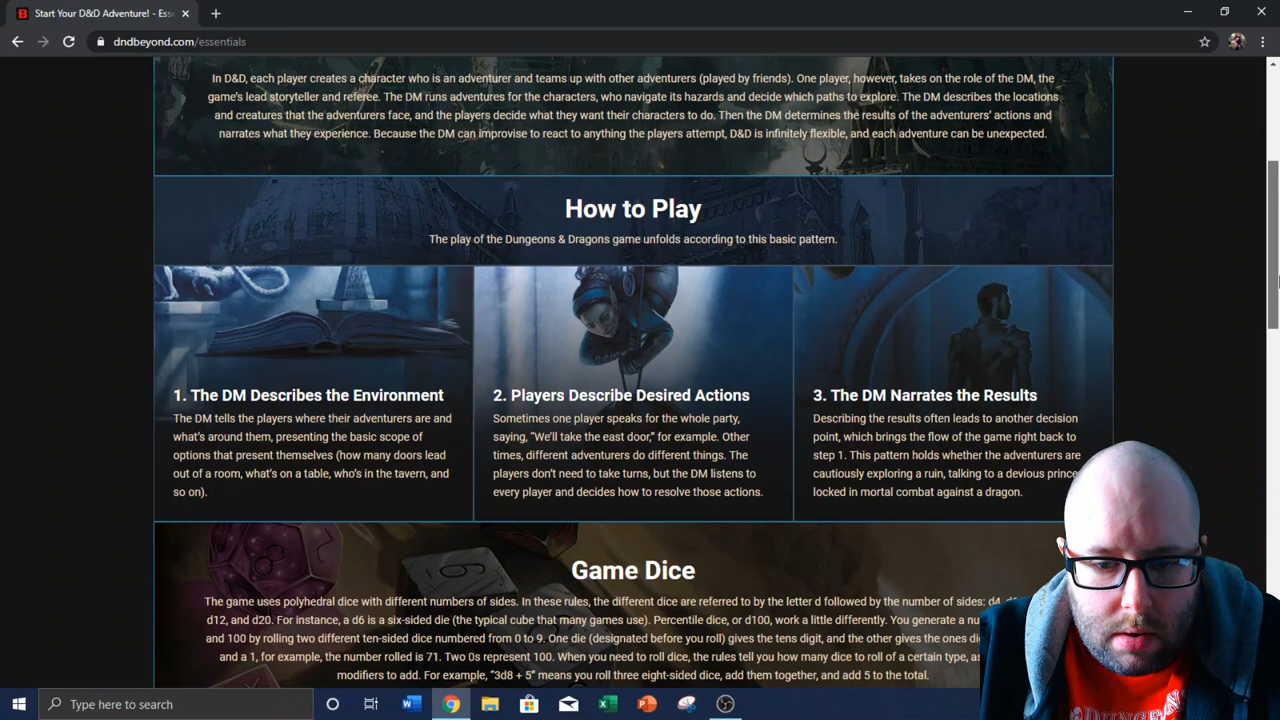 Start Your D&D Adventure! - Ess
dndbeyond.com/essentials
In D&D, each player creates a character who is an adventurer and teams up with other adventurers (played by friends). One player, however, takes on the role of the DM, the
game's lead storyteller and referee. The DM runs adventures for the characters, who navigate its hazards and decide which paths to explore. The DM describes the locations
and creatures that the adventurers face, and the players decide what they want their characters to do. Then the DM determines the results of the adventurers' actions and
narrates what they experience. Because the DM can improvise to react to anything the players attempt, D&D is infinitely flexible, and each adventure can be unexpected.
How to Play
The play of the Dungeons & Dragons game unfolds according to this basic pattern.
1. The DM Describes the Environment
The DM tells the players where their adventurers are and
what's around them, presenting the basic scope of
options that present themselves (how many doors lead
out of a room, what's on a table, who's in the tavern, and
so on).
2. Players Describe Desired Actions
Sometimes one player speaks for the whole party,
saying, "We'll take the east door," for example. Other
times, different adventurers do different things. The
players don't need to take turns, but the DM listens to
every player and decides how to resolve those actions.
3. The DM Narrates the Results
Describing the results often leads to another decision
point, which brings the flow of the game right back to
step 1. This pattern holds whether the adventurers are
cautiously exploring a ruin, talking to a devious prince
locked in mortal combat against a dragon.
Game Dice
The game uses polyhedral dice with different numbers of sides. In these rules, the different dice are referred to by the letter d followed by the number of sides: d4,
d12, and d20. For instance, a d6 is a six-sided die (the typical cube that many games use). Percentile dice, or d100, work a little differently. You generate a
and 100 by rolling two different ten-sided dice numbered from 0 to 9. One die (designated before you roll) gives the tens digit, and the other gives the ones
and a 1, for example, the number rolled is 71. Two 0s represent 100. When you need to roll dice, the rules tell you how many dice to roll of a certain type,
modifiers to add. For example, "3d8 + 5" means you roll three eight-sided dice, add them together, and add 5 to the total.
Type here to search